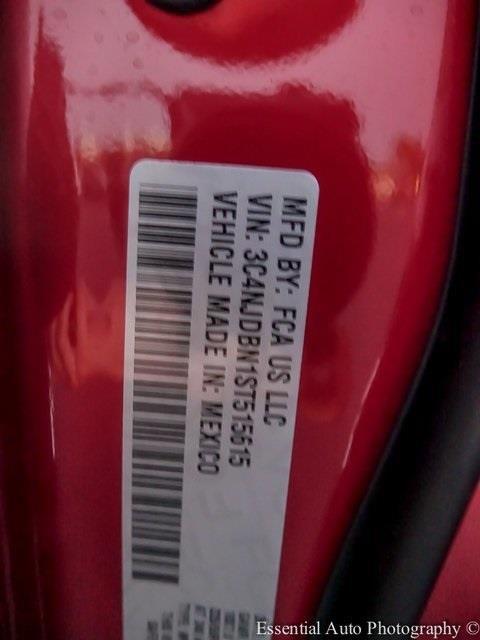 MFD BY: FCA US LLC
VIN: 3C4NJDBN1ST515615
VEHICLE MADE IN: MEXICO
Essential Auto Photography ©